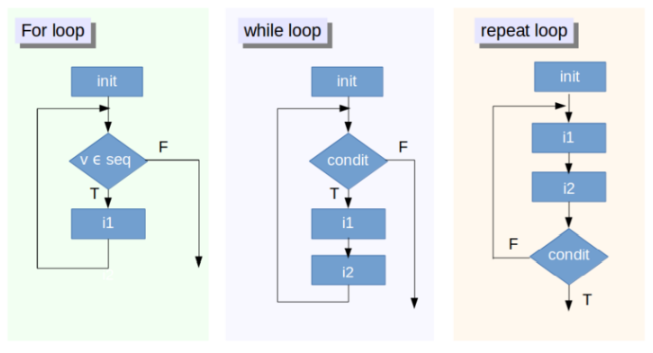 For loop
init
v ϵ seq
F
T
i1
while loop
init
condit
F
T
i1
i2
repeat loop
init
i1
i2
condit
F
T